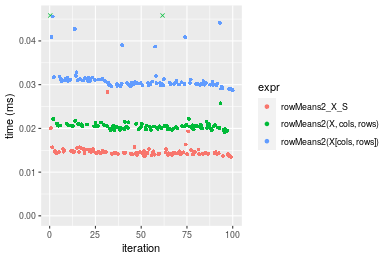 0.04
0.03
0.02
0.01
0.00
time (ms)
0
25
50
75
100
iteration
expr
rowMeans2_X_S
rowMeans2(X, cols, rows)
rowMeans2(X[cols, rows])